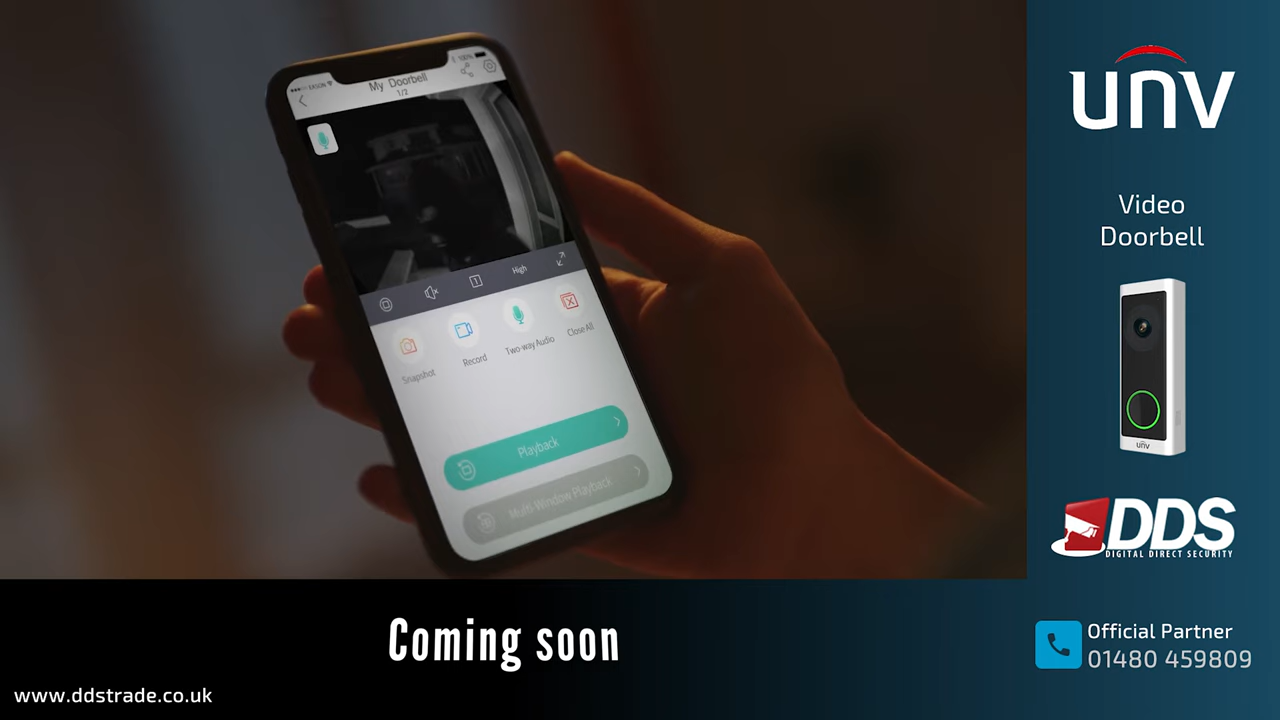 100%
My Doorbell
1/2
High
Snapshot
Record
Two-way Audio
Close All
Playback
Multi Window Playback
unv
Video
Doorbell
unv
DDS
DIGITAL DIRECT SECURITY
Coming soon
Official Partner
01480 459809
www.ddstrade.co.uk